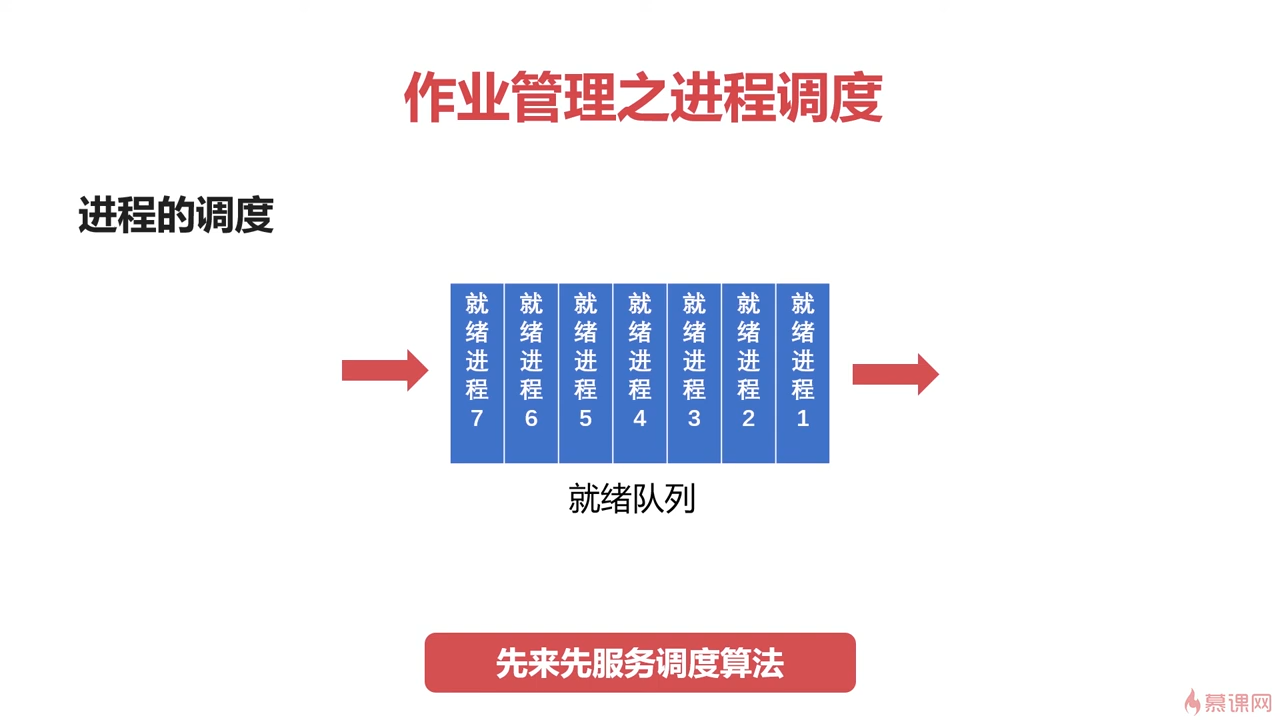 作业管理之进程调度
进程的调度
就绪进程7
就绪进程6
就绪进程5
就绪进程4
就绪进程3
就绪进程2
就绪进程1
就绪队列
先来先服务调度算法
慕课网